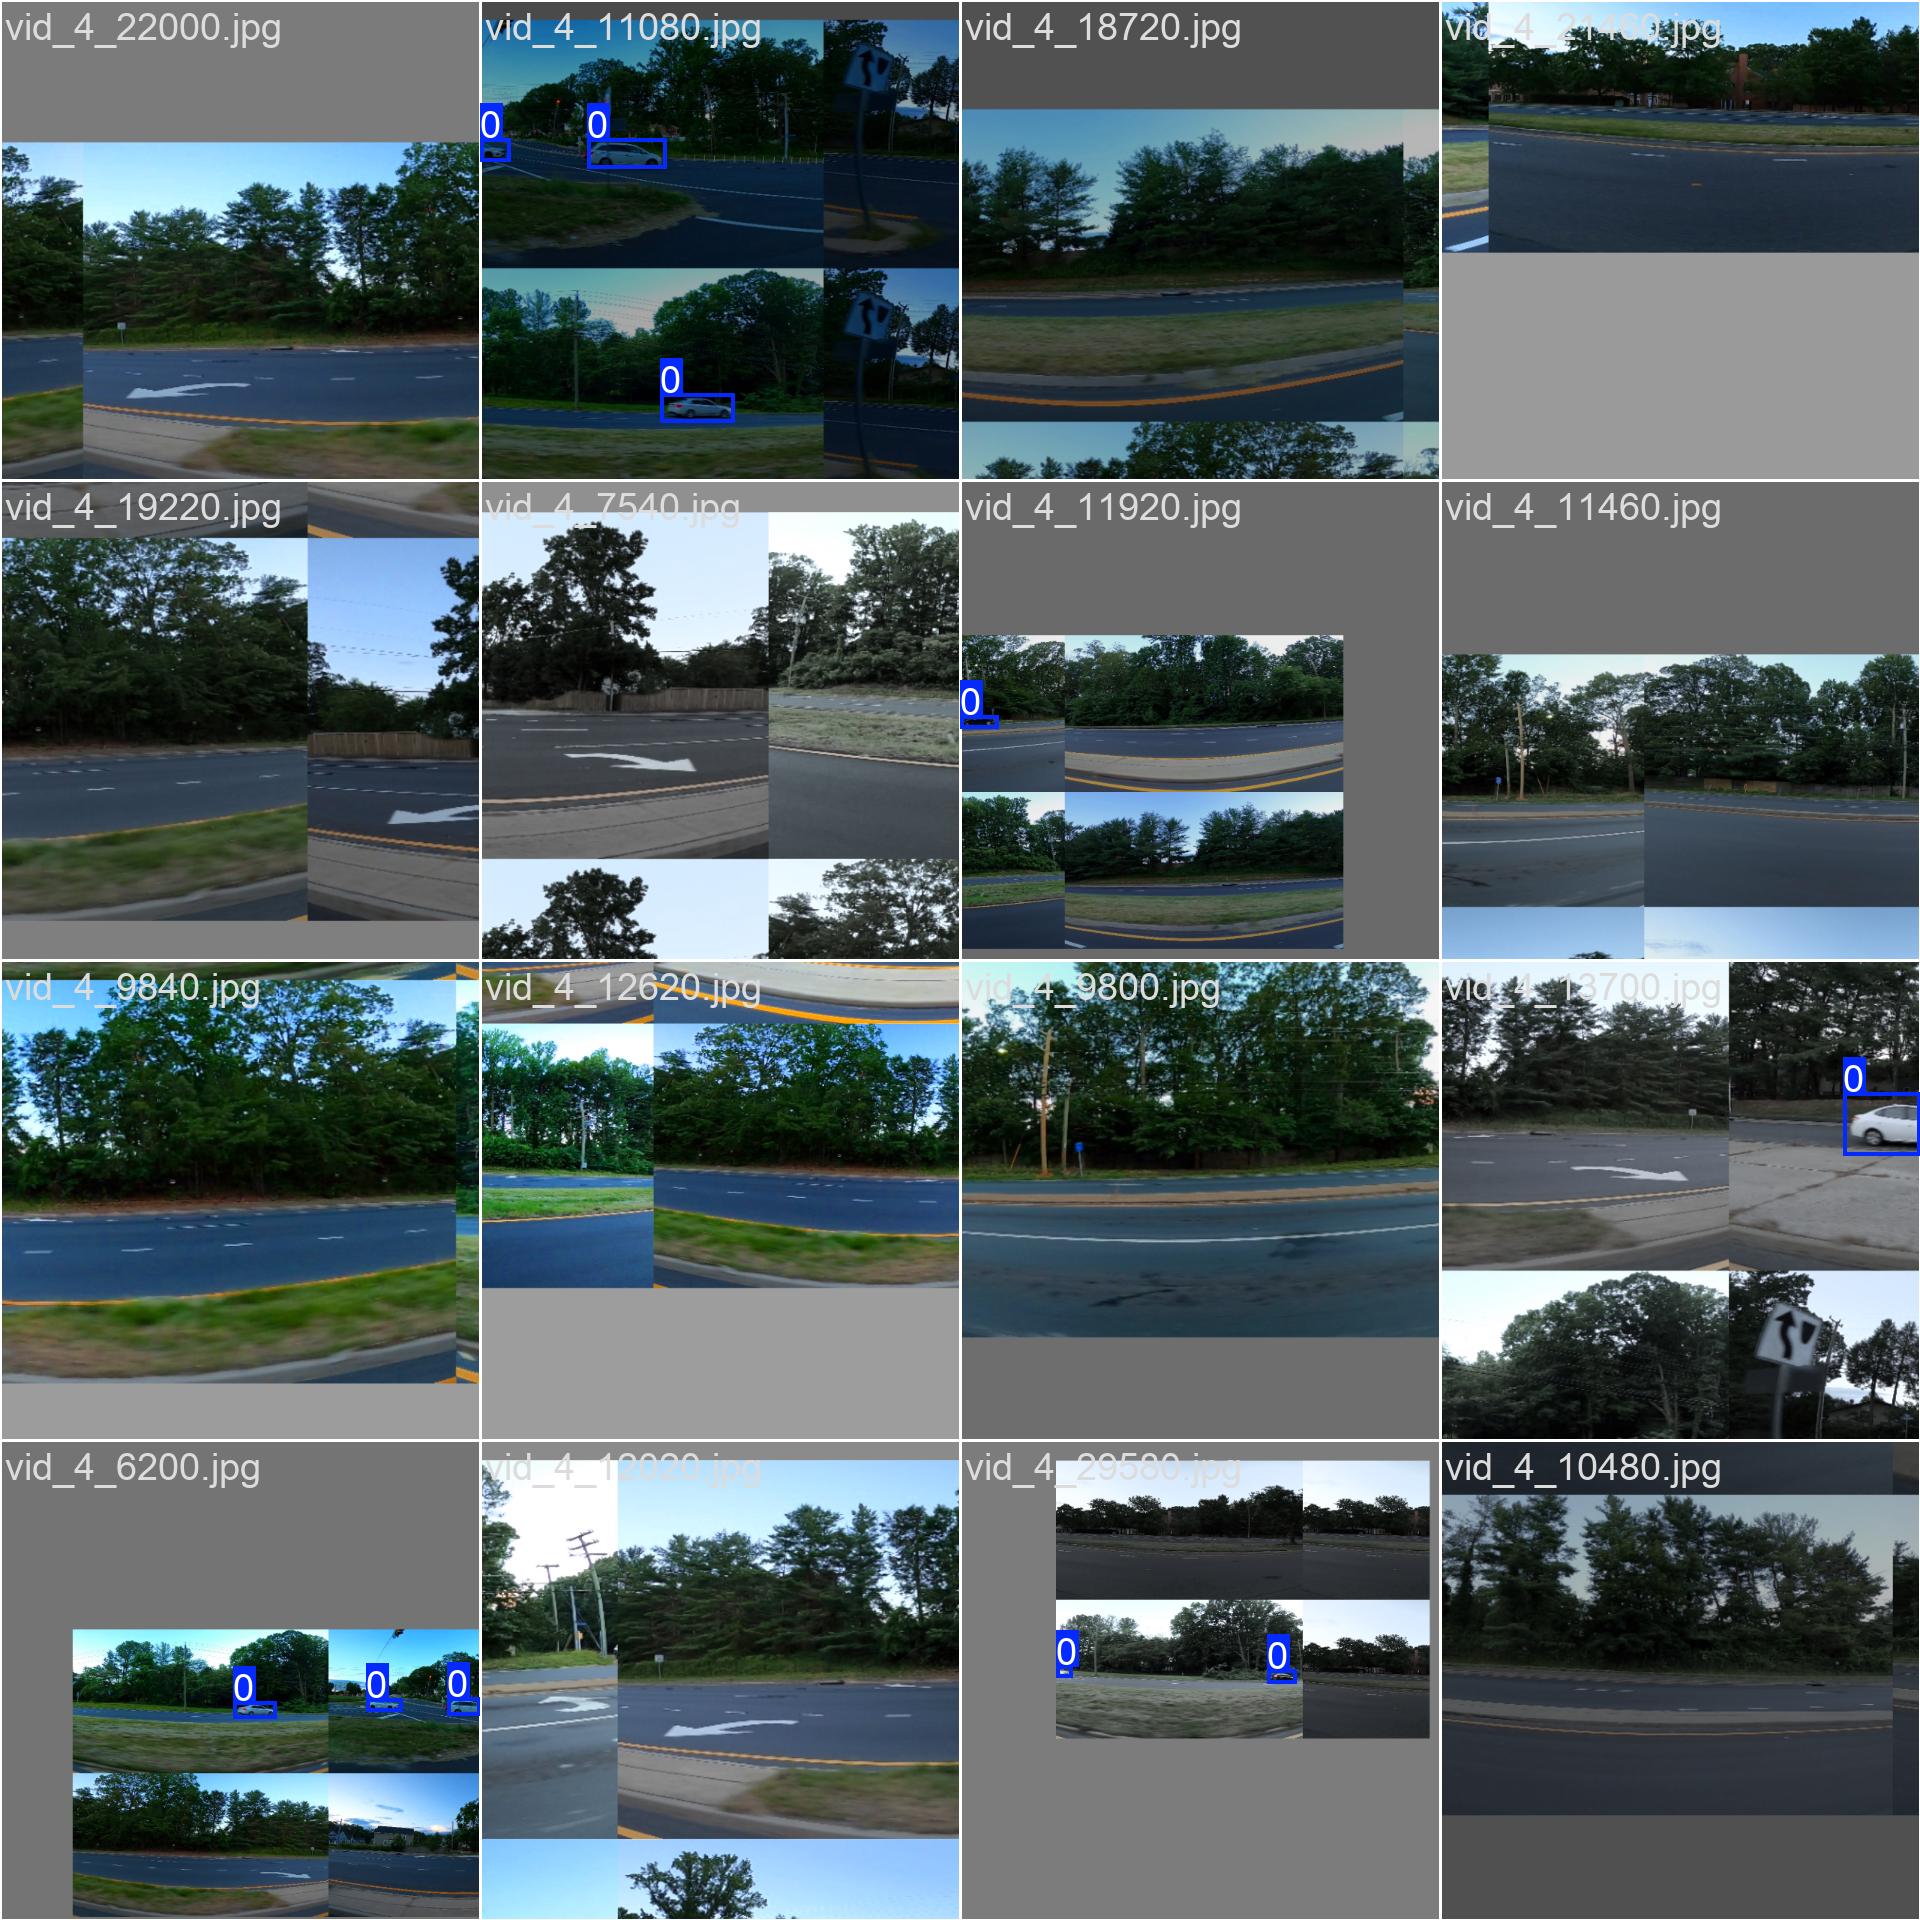 vid_4_22000.jpg
vid_4_11080.jpg
vid_4_18720.jpg
vid_4_21460.jpg
0
0
0
vid_4_19220.jpg
vid_4_7540.jpg
vid_4_11920.jpg
vid_4_11460.jpg
0
vid_4_9840.jpg
vid_4_12620.jpg
vid_4_9800.jpg
vid_4_13700.jpg
0
vid_4_6200.jpg
vid_4_12020.jpg
vid_4_29580.jpg
vid_4_10480.jpg
0
0
0
0
0